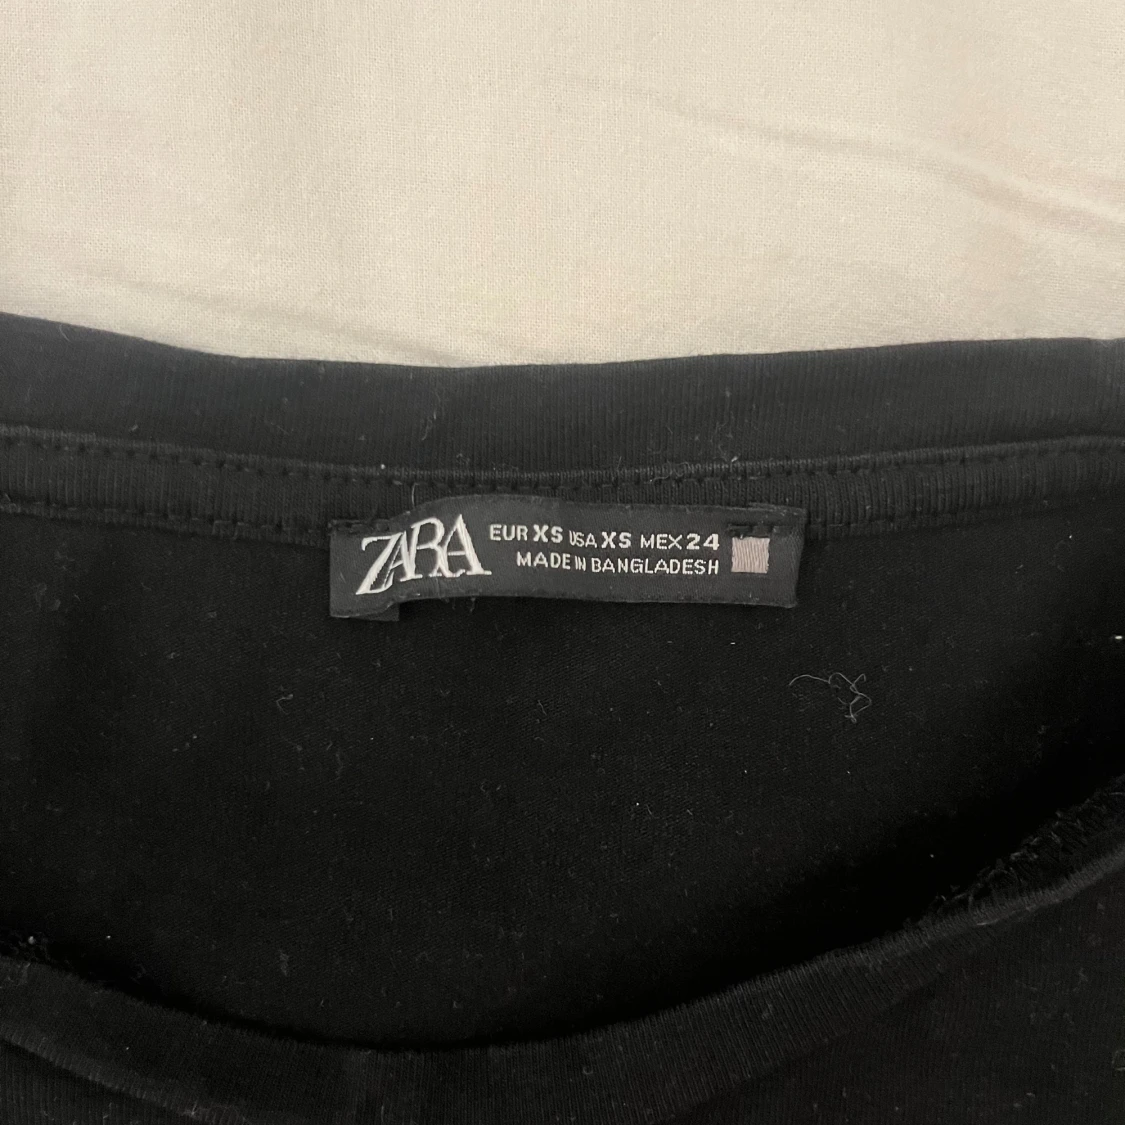 ZARA
EUR XS USA XS MEX 24
MADE IN BANGLADESH